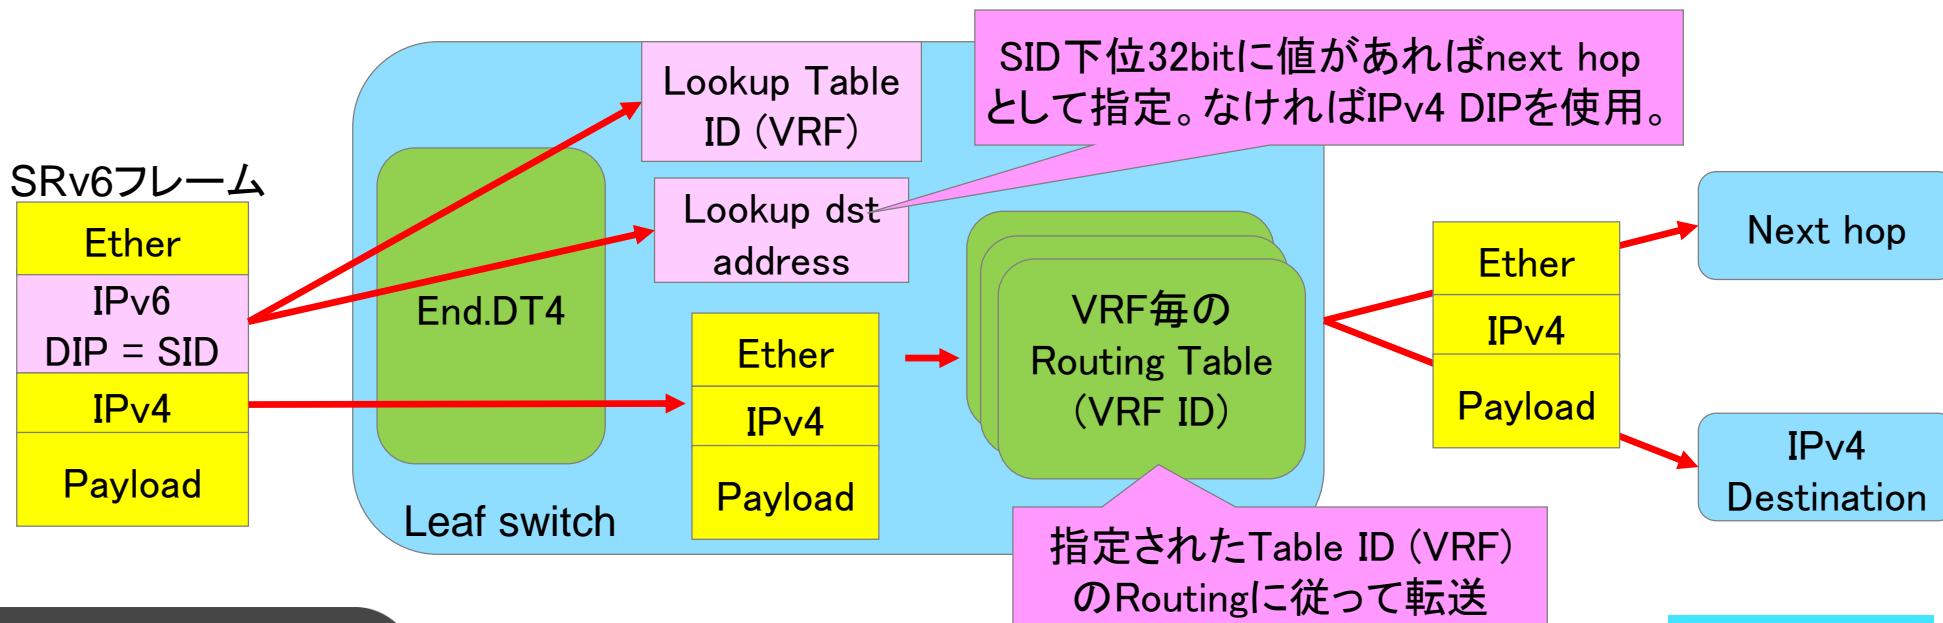 SRv6フレーム
Ether
IPv6
DIP = SID
IPv4
Payload
End.DT4
Leaf switch
Lookup Table
ID (VRF)
Lookup dst
address
SID下位32bitに値があればnext hop
として指定。なければIPv4 DIPを使用。
Ether
IPv4
Payload
VRF毎の
Routing Table
(VRF ID)
指定されたTable ID (VRF)
のRoutingに従って転送
Ether
IPv4
Payload
Next hop
IPv4
Destination